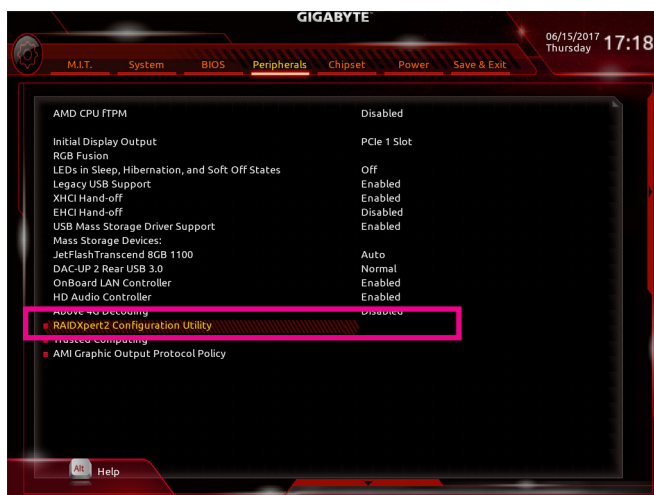 GIGABYTE
06/15/2017
Thursday 17:18
M.I.T. System BIOS Peripherals Chipset Power Save & Exit
AMD CPU fTPM Disabled
Initial Display Output PCIe 1 Slot
RGB Fusion
LEDs in Sleep, Hibernation, and Soft Off States Off
Legacy USB Support Enabled
XHCI Hand-off Enabled
EHCI Hand-off Disabled
USB Mass Storage Driver Support Enabled
Mass Storage Devices:
JetFlashTranscend 8GB 1100 Auto
DAC-UP 2 Rear USB 3.0 Normal
OnBoard LAN Controller Enabled
HD Audio Controller Enabled
Above 4G Decoding Disabled
RAIDXpert2 Configuration Utility
Trusted Computing
AMI Graphic Output Protocol Policy
Alt Help